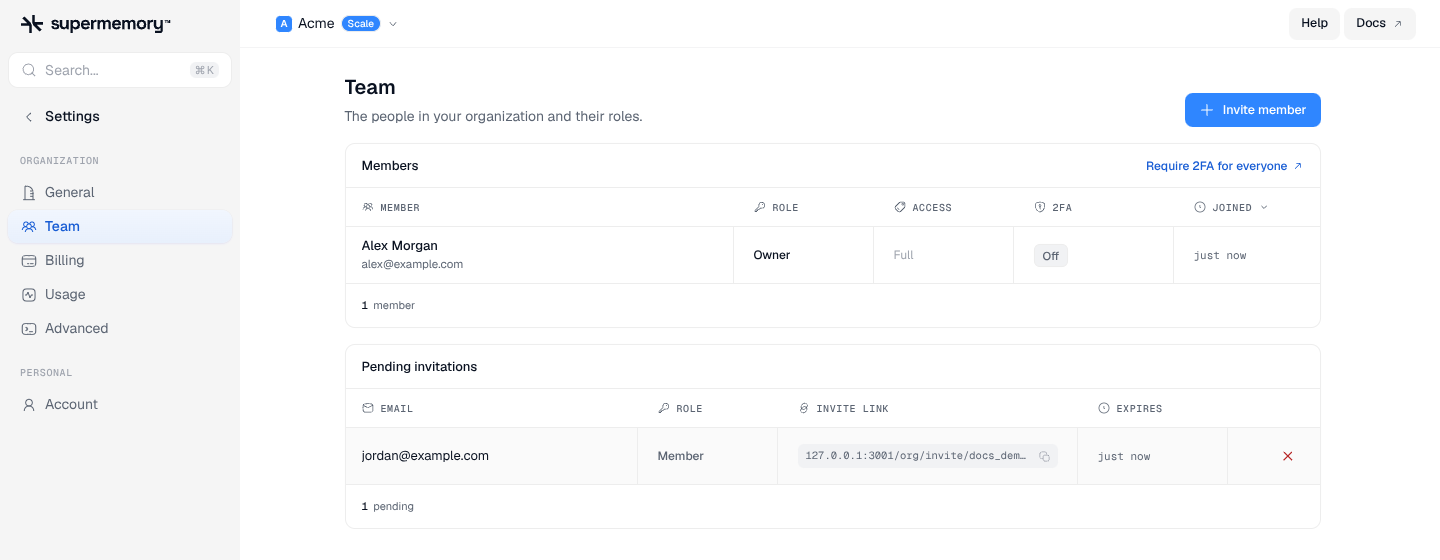 supermemory™
A Acme Scale
Help Docs
Search... ⌘K
Settings
ORGANIZATION
General
Team
Billing
Usage
Advanced
PERSONAL
Account
Team
The people in your organization and their roles.
Invite member
Members Require 2FA for everyone
MEMBER ROLE ACCESS 2FA JOINED
Alex Morgan
alex@example.com
Owner Full Off just now
1 member
Pending invitations
EMAIL ROLE INVITE LINK EXPIRES
jordan@example.com Member 127.0.0.1:3001/org/invite/docs_dem… just now
1 pending